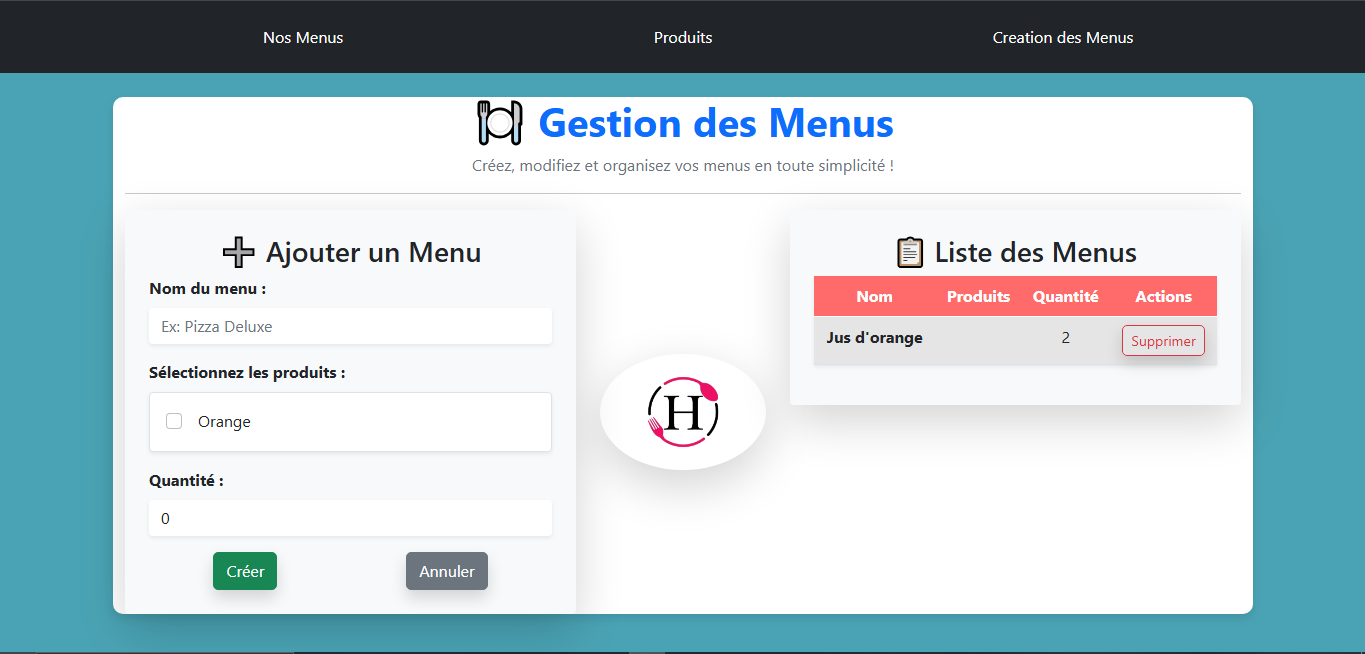 Nos Menus
Produits
Creation des Menus
Gestion des Menus
Créez, modifiez et organisez vos menus en toute simplicité !
Ajouter un Menu
Nom du menu :
Ex: Pizza Deluxe
Sélectionnez les produits :
Orange
Quantité :
0
Créer
Annuler
H
Liste des Menus
Nom Produits Quantité Actions
Jus d'orange 2 Supprimer